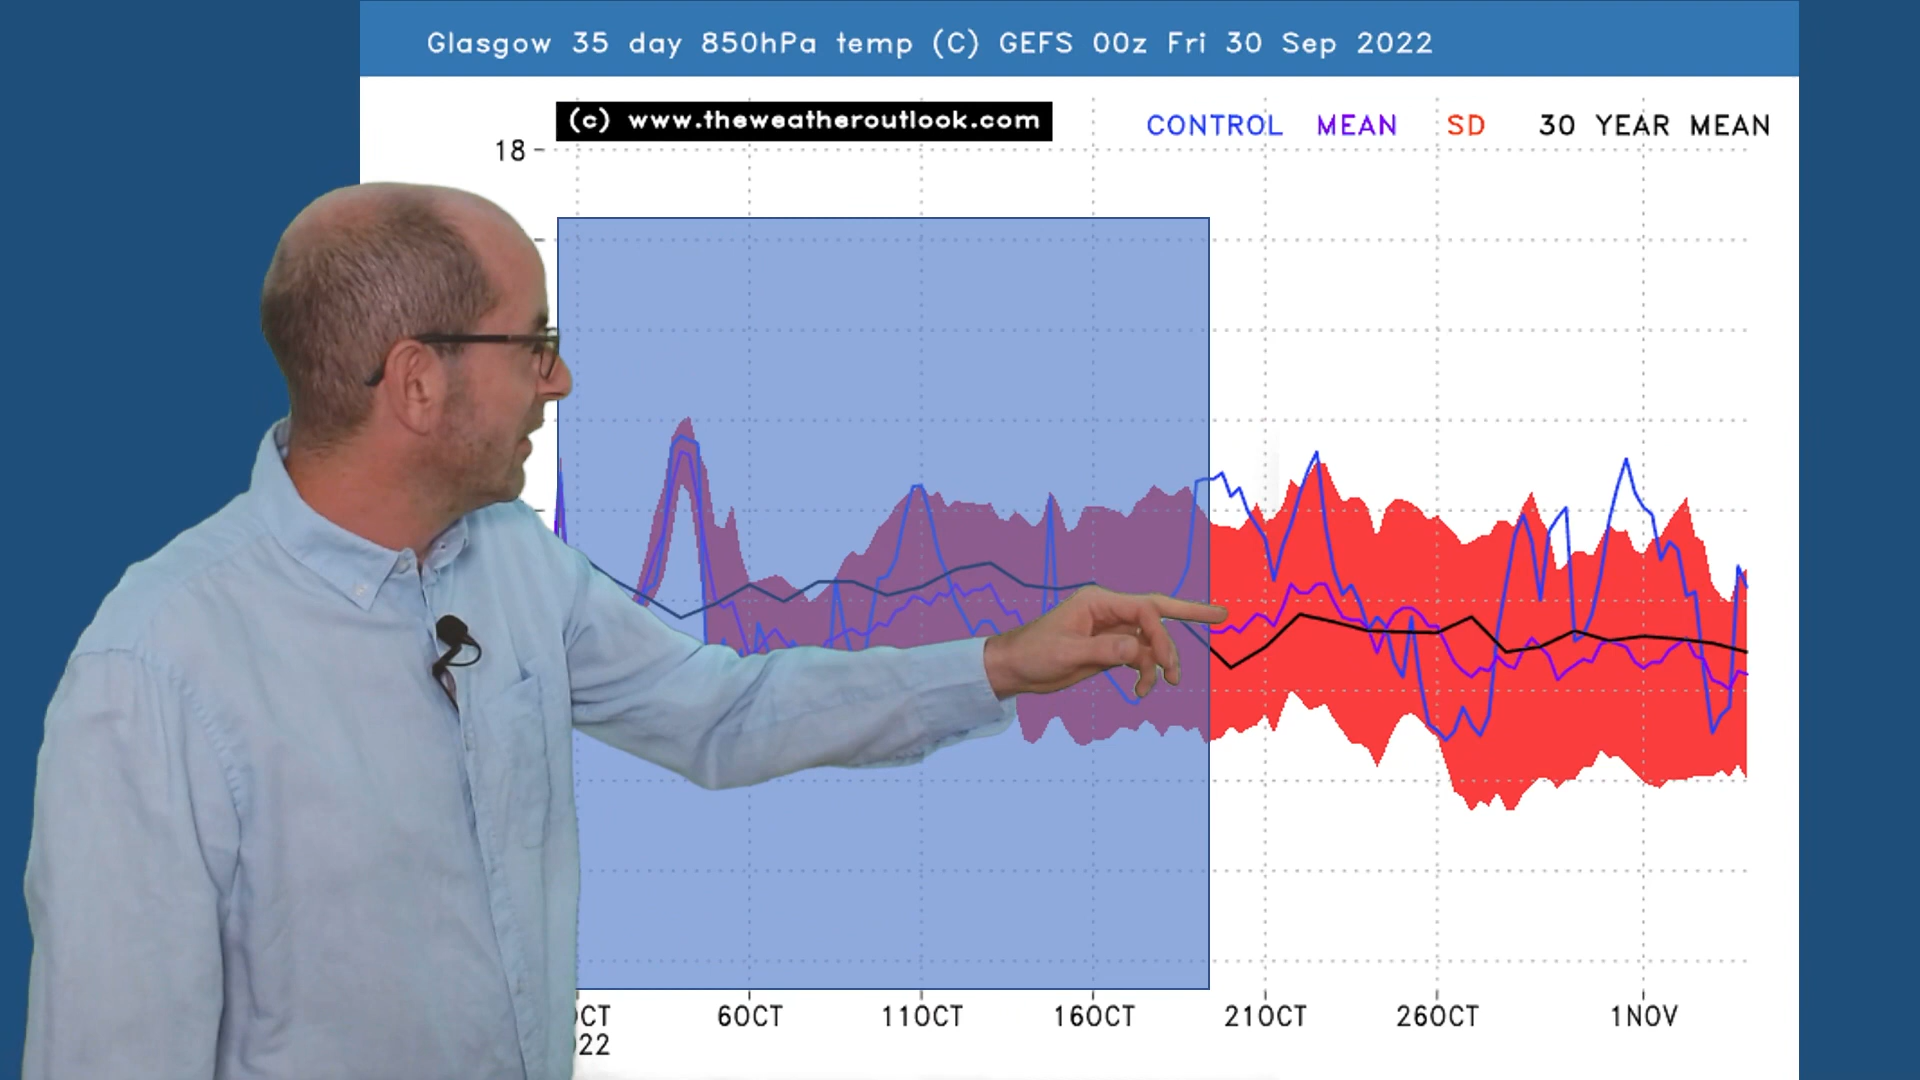 Glasgow 35 day 850hPa temp (C) GEFS 00z Fri 30 Sep 2022
(c) www.theweatheroutlook.com
CONTROL MEAN SD 30 YEAR MEAN
18
6OCT 11OCT 16OCT 21OCT 26OCT 1NOV